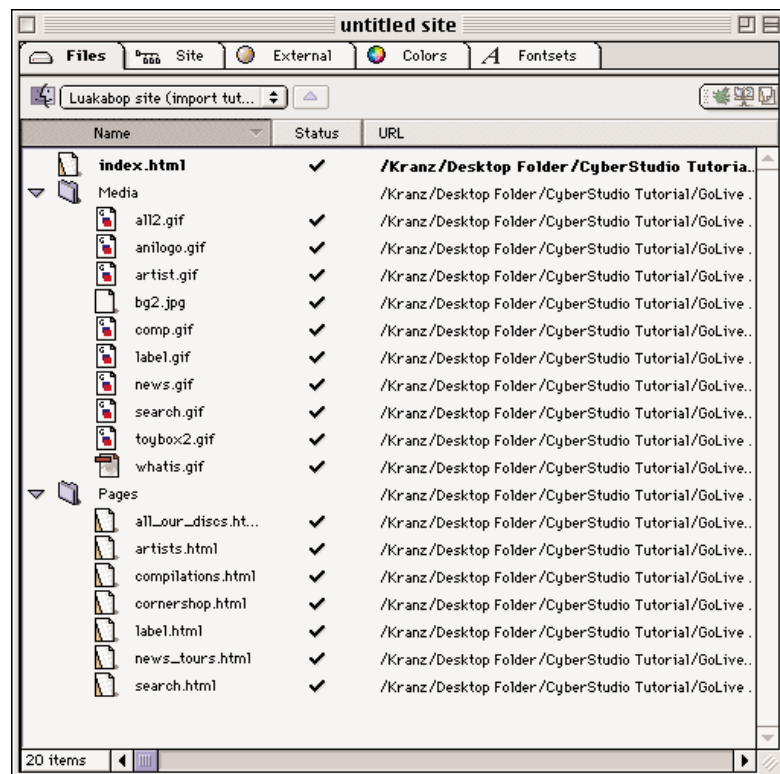 untitled site
Files Site External Colors Fontsets
Luakabop site (import tut...
Name Status URL
index.html /Kranz/Desktop Folder/CyberStudio Tutoria..
Media /Kranz/Desktop Folder/CyberStudio Tutorial/GoLive .
all2.gif /Kranz/Desktop Folder/CyberStudio Tutorial/GoLive .
anilogo.gif /Kranz/Desktop Folder/CyberStudio Tutorial/GoLive .
artist.gif /Kranz/Desktop Folder/CyberStudio Tutorial/GoLive .
bg2.jpg /Kranz/Desktop Folder/CyberStudio Tutorial/GoLive .
comp.gif /Kranz/Desktop Folder/CyberStudio Tutorial/GoLive..
label.gif /Kranz/Desktop Folder/CyberStudio Tutorial/GoLive .
news.gif /Kranz/Desktop Folder/CyberStudio Tutorial/GoLive..
search.gif /Kranz/Desktop Folder/CyberStudio Tutorial/GoLive .
toybox2.gif /Kranz/Desktop Folder/CyberStudio Tutorial/GoLive..
whatis.gif /Kranz/Desktop Folder/CyberStudio Tutorial/GoLive .
Pages /Kranz/Desktop Folder/CyberStudio Tutorial/GoLive .
all_our_discs.ht... /Kranz/Desktop Folder/CyberStudio Tutorial/GoLive .
artists.html /Kranz/Desktop Folder/CyberStudio Tutorial/GoLive..
compilations.html /Kranz/Desktop Folder/CyberStudio Tutorial/GoLive .
cornershop.html /Kranz/Desktop Folder/CyberStudio Tutorial/GoLive..
label.html /Kranz/Desktop Folder/CyberStudio Tutorial/GoLive .
news_tours.html /Kranz/Desktop Folder/CyberStudio Tutorial/GoLive..
search.html /Kranz/Desktop Folder/CyberStudio Tutorial/GoLive .
20 items